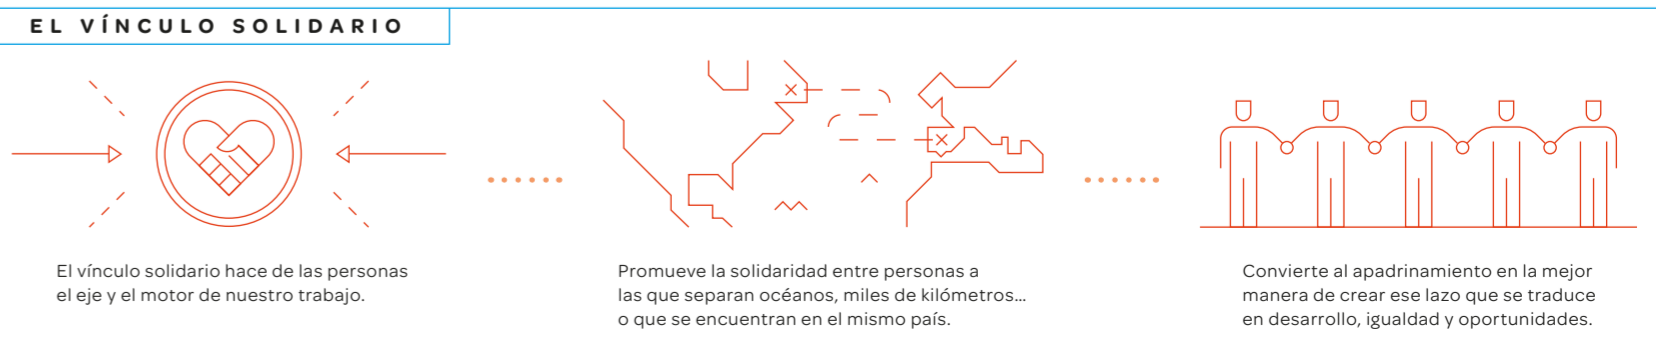 EL VÍNCULO SOLIDARIO
El vínculo solidario hace de las personas
el eje y el motor de nuestro trabajo.
Promueve la solidaridad entre personas a
las que separan océanos, miles de kilómetros...
o que se encuentran en el mismo país.
Convierte al apadrinamiento en la mejor
manera de crear ese lazo que se traduce
en desarrollo, igualdad y oportunidades.